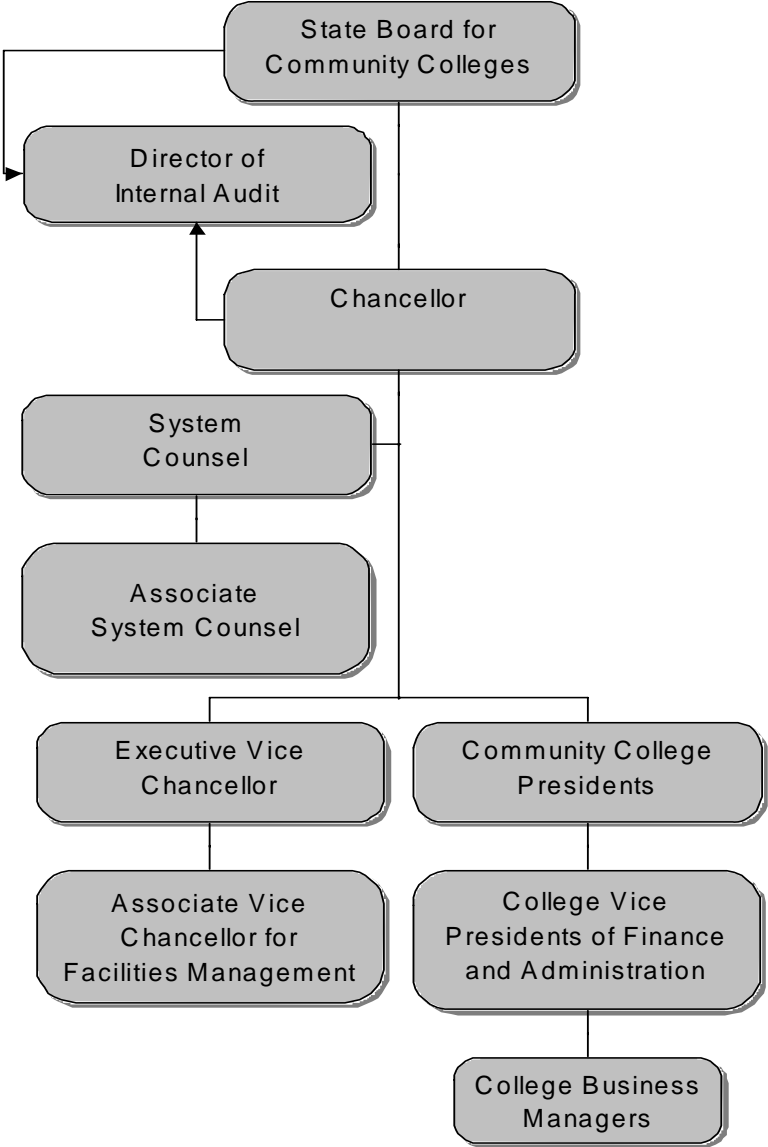 State Board for
Community Colleges
Director of
Internal Audit
Chancellor
System
Counsel
Associate
System Counsel
Executive Vice
Chancellor
Community College
Presidents
Associate Vice
Chancellor for
Facilities Management
College Vice
Presidents of Finance
and Administration
College Business
Managers